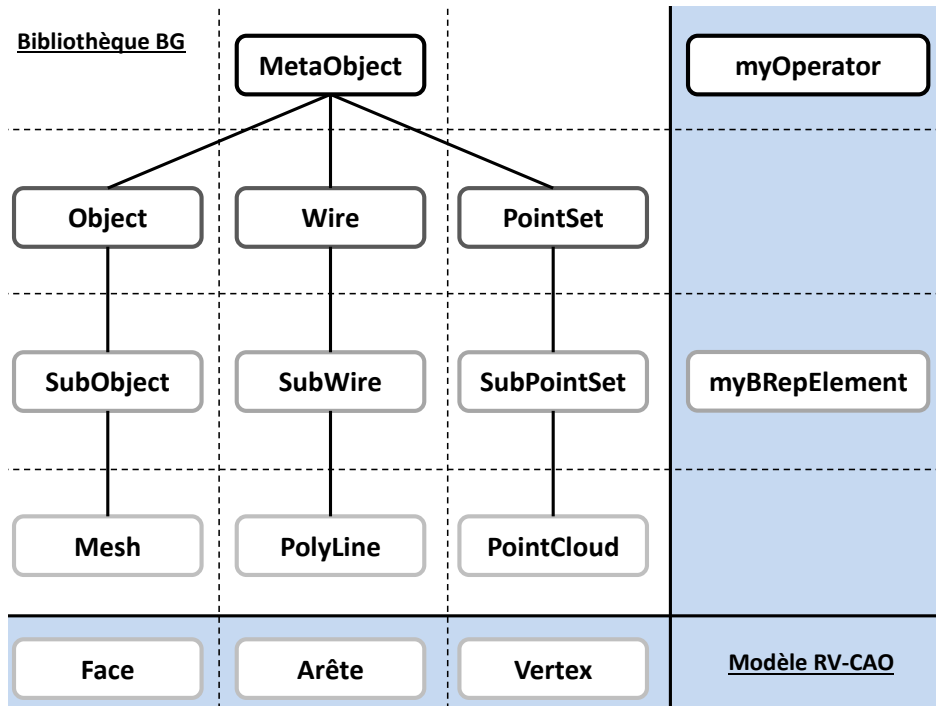 Bibliothèque BG
MetaObject
myOperator
Object
Wire
PointSet
SubObject
SubWire
SubPointSet
myBRepElement
Mesh
PolyLine
PointCloud
Face
Arête
Vertex
Modèle RV-CAO